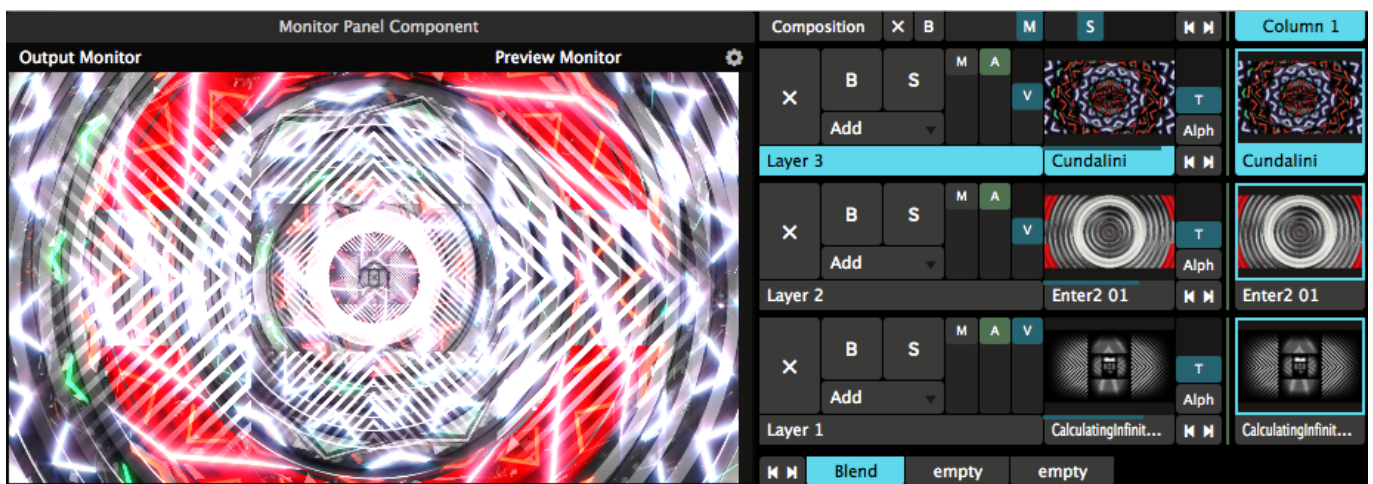 Monitor Panel Component
Output Monitor Preview Monitor
Composition × B M S Column 1
× B S M A V T
Add Alph
Layer 3 Cundalini Cundalini
× B S M A V T
Add Alph
Layer 2 Enter2 01 Enter2 01
× B S M A V T
Add Alph
Layer 1 CalculatingInfinit... CalculatingInfinit...
Blend empty empty